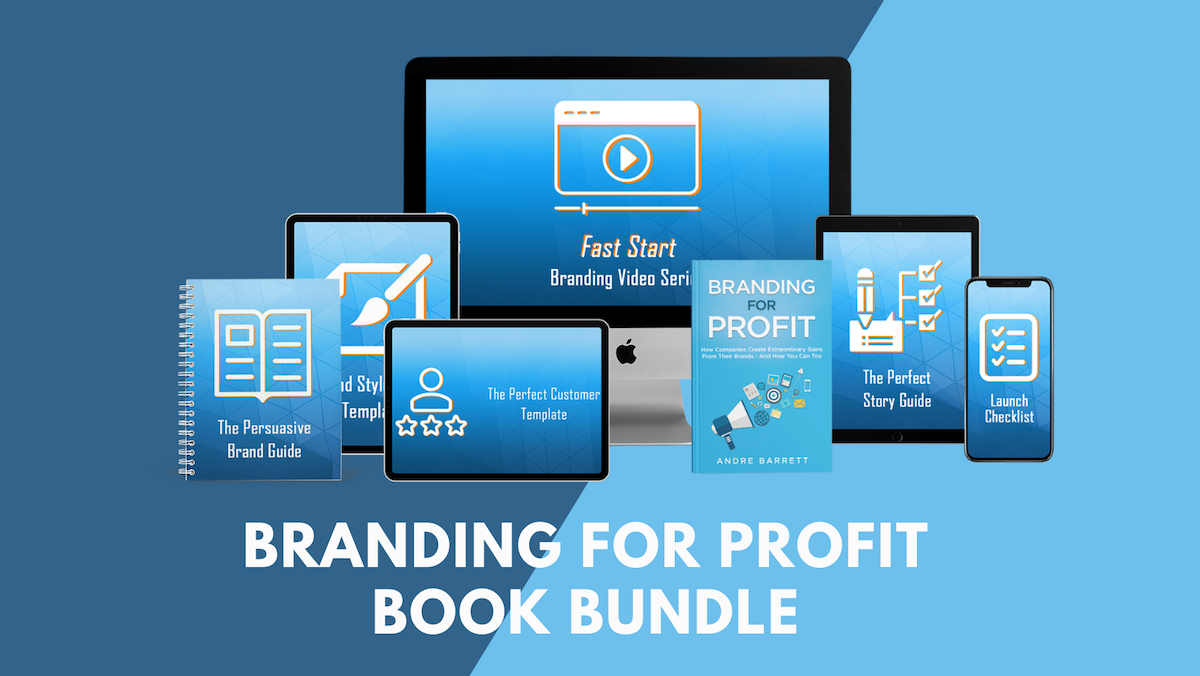 Fast Start
Branding Video
The Persuasive
Brand Guide
The Perfect Customer
Template
BRANDING
FOR
PROFIT
How Companies Create Extraordinary Gains
From Their Brands - And How You Can Too
ANDRE BARRETT
The Perfect
Story Guide
Launch
Checklist
BRANDING FOR PROFIT
BOOK BUNDLE